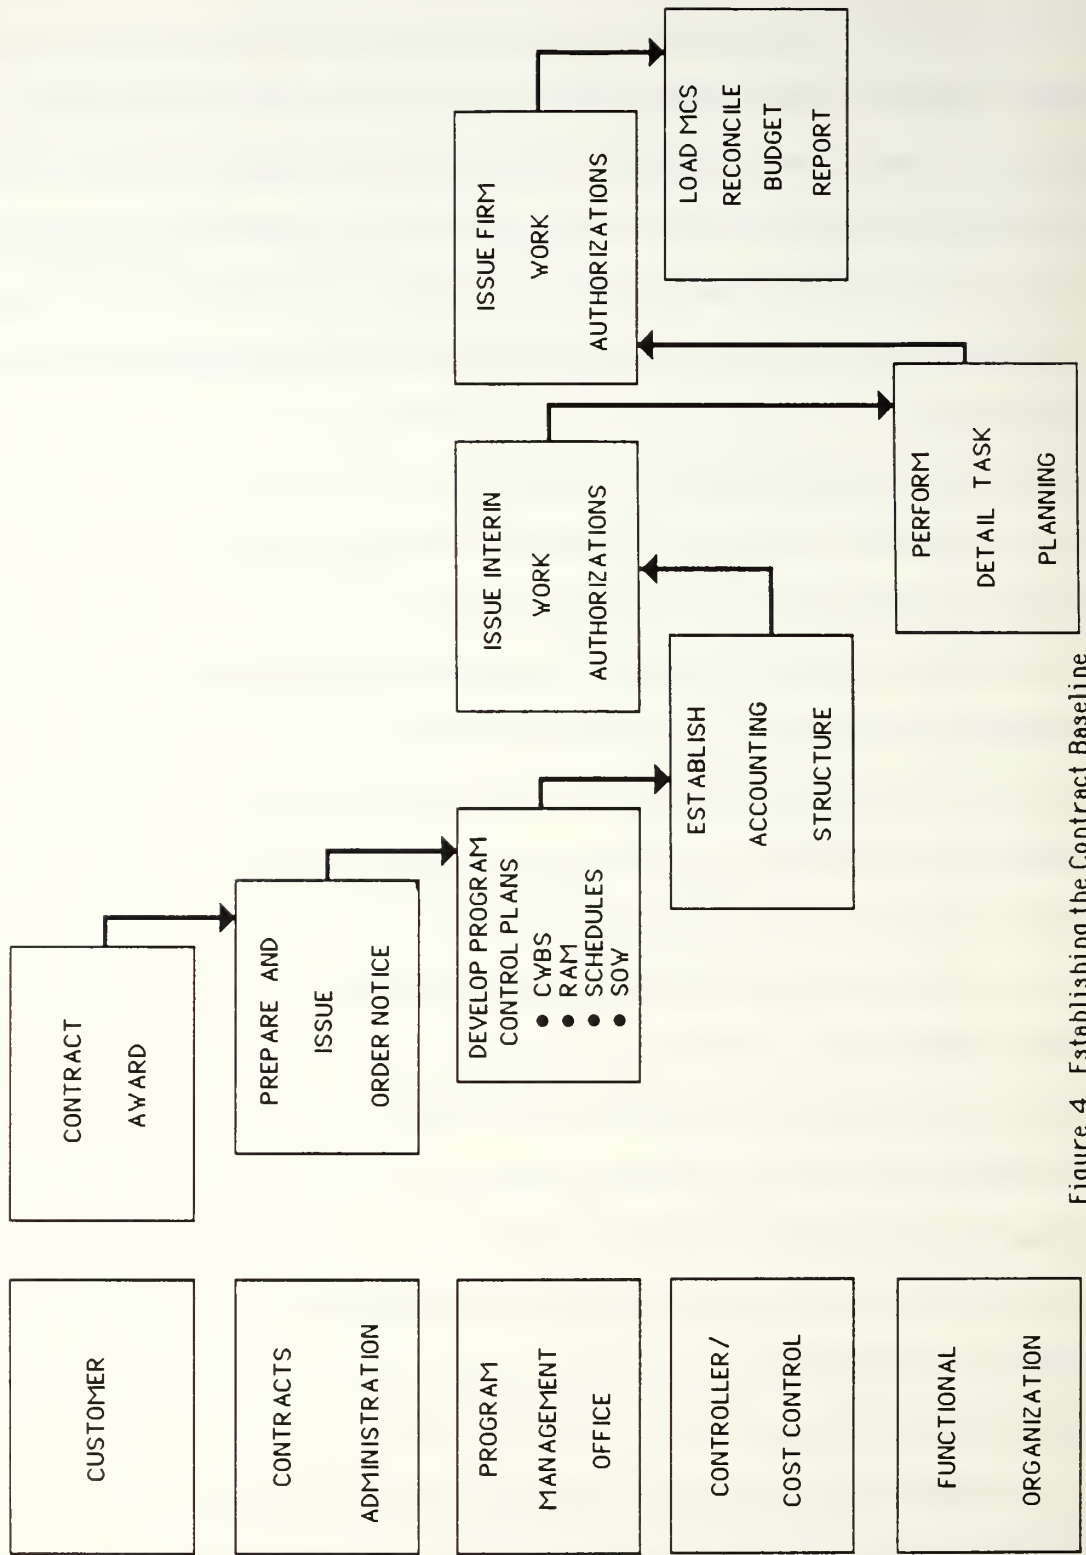 CUSTOMER
CONTRACT
AWARD
CONTRACTS
ADMINISTRATION
PREPARE AND
ISSUE
ORDER NOTICE
PROGRAM
MANAGEMENT
OFFICE
DEVELOP PROGRAM
CONTROL PLANS
● CWBS
● RAM
● SCHEDULES
● SOW
ISSUE INTERIN
WORK
AUTHORIZATIONS
ISSUE FIRM
WORK
AUTHORIZATIONS
CONTROLLER/
COST CONTROL
ESTABLISH
ACCOUNTING
STRUCTURE
LOAD MCS
RECONCILE
BUDGET
REPORT
FUNCTIONAL
ORGANIZATION
PERFORM
DETAIL TASK
PLANNING
Figure 4 Establishing the Contract Baseline